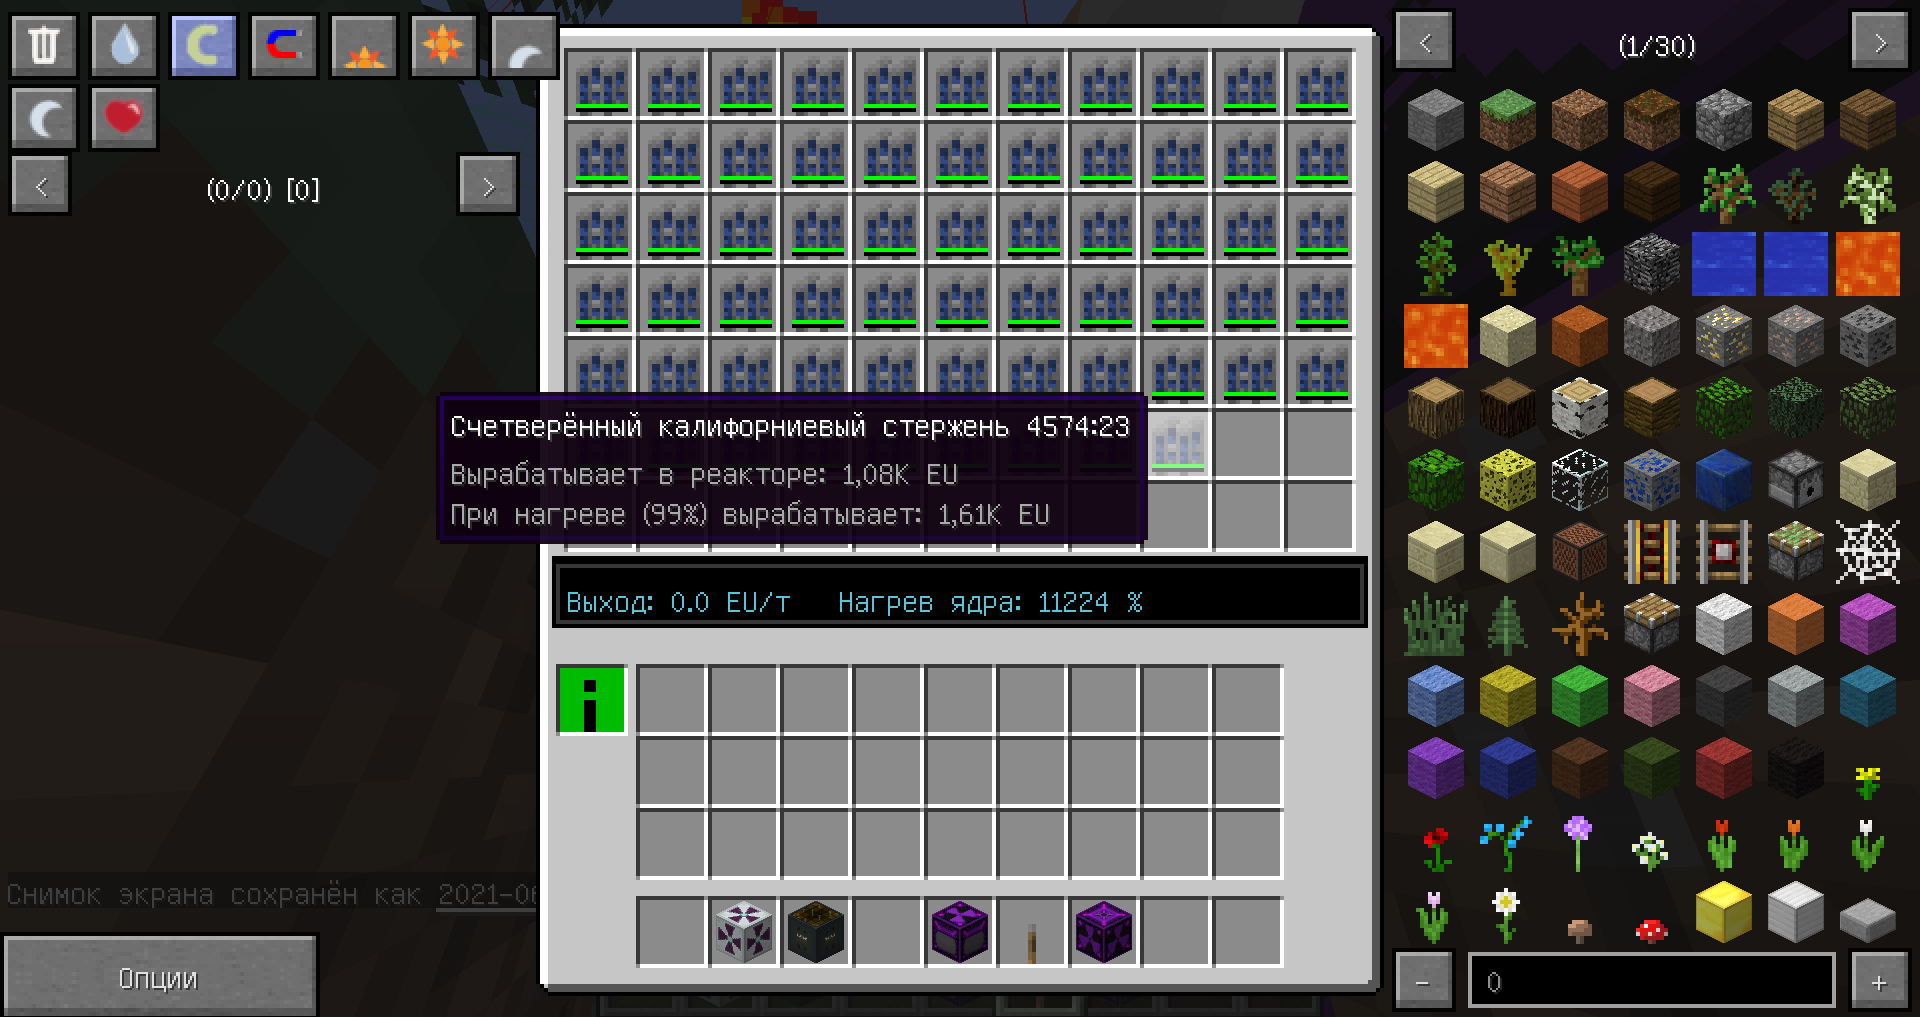 (1/30)
(0/0) [0]
Счетверённый калифорниевый стержень 4574:23
Вырабатывает в реакторе: 1,08K EU
При нагреве (99%) вырабатывает: 1,61K EU
Выход: 0.0 EU/т Нагрев ядра: 11224 %
Снимок экрана сохранён как
Опции
0